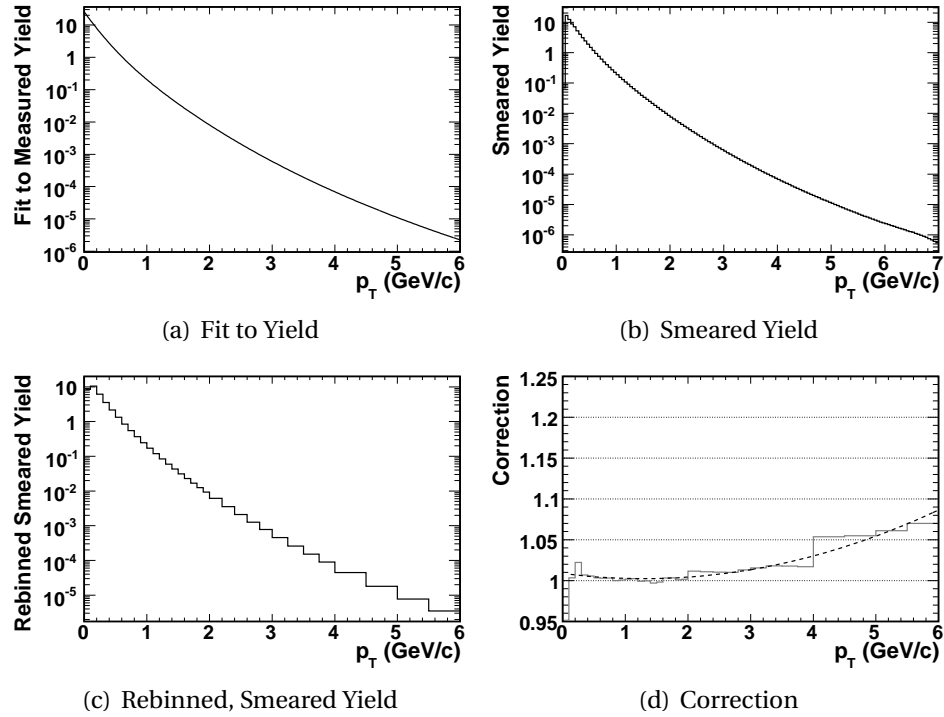 Fit to Measured Yield
10
1
10-1
10-2
10-3
10-4
10-5
10-6
0 1 2 3 4 5 6
pT (GeV/c)
(a) Fit to Yield
Smeared Yield
10
1
10-1
10-2
10-3
10-4
10-5
10-6
0 1 2 3 4 5 6 7
pT (GeV/c)
(b) Smeared Yield
Rebinned Smeared Yield
10
1
10-1
10-2
10-3
10-4
10-5
0 1 2 3 4 5 6
pT (GeV/c)
(c) Rebinned, Smeared Yield
Correction
1.25
1.2
1.15
1.1
1.05
1
0.95
0 1 2 3 4 5 6
pT (GeV/c)
(d) Correction